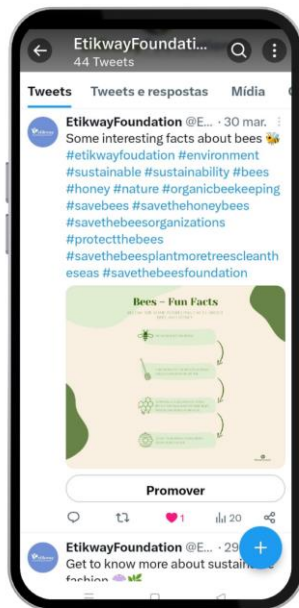 EtikwayFoundati...
44 Tweets
Tweets
Tweets e respostas
Mídia
EtikwayFoundation @E... · 30 mar.
Some interesting facts about bees 🐝
#etikwayfoudation #environment
#sustainable #sustainability #bees
#honey #nature #organicbeekeeping
#savebees #savethehoneybees
#savethebeesorganizations
#protectthebees
#savethebeesplantmoretreescleanth
eseas #savethebeesfoundation
Bees – Fun Facts
Promover
1
20
EtikwayFoundation @E... · 29
Get to know more about sustainable
fashion